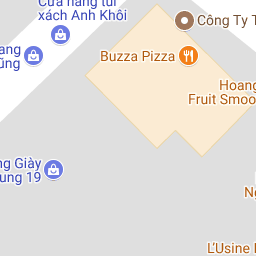 Cửa hàng túi
xách Anh Khôi
Công Ty T
ang
ũng
Buzza Pizza
Hoang
Fruit Smoo
ng Giày
ung 19
N
Ng
L'Usine